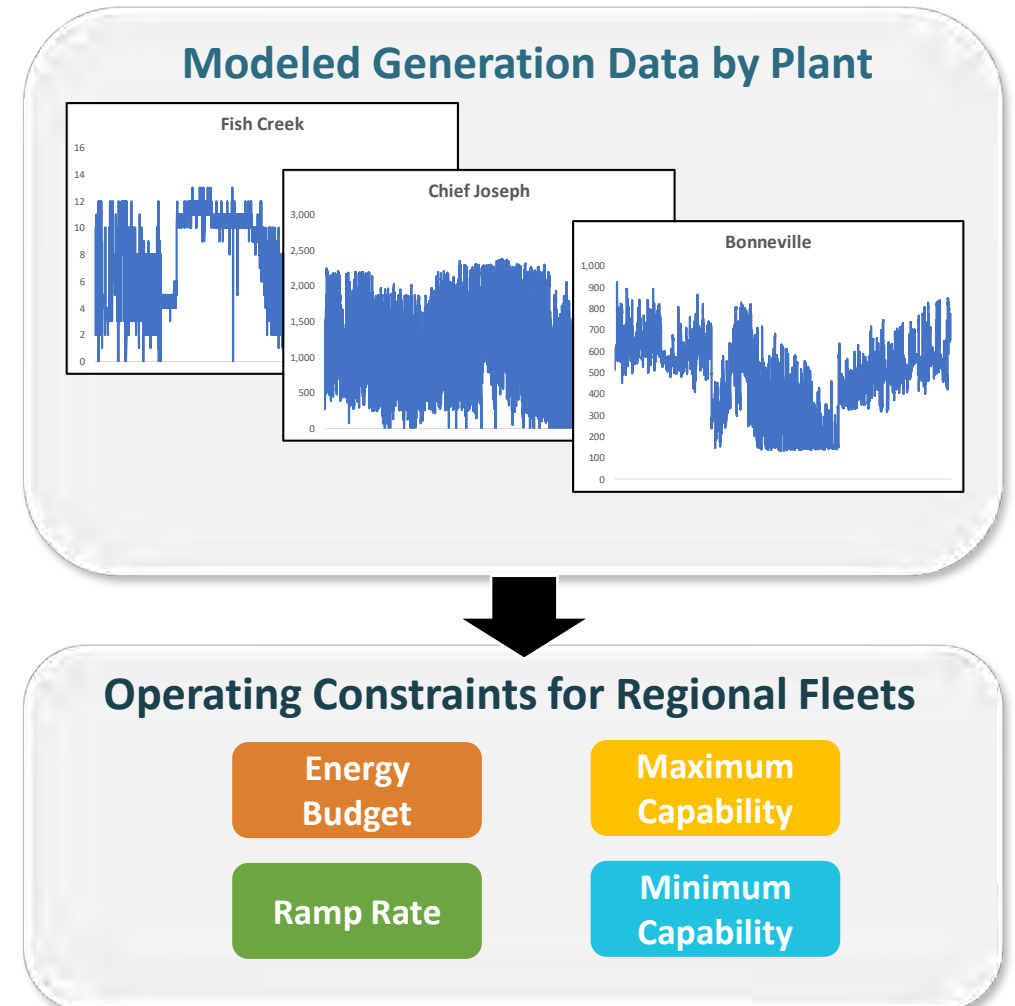 Modeled Generation Data by Plant
Fish Creek
16
14
12
10
8
6
4
2
0
Chief Joseph
3,000
2,500
2,000
1,500
1,000
500
0
Bonneville
1,000
900
800
700
600
500
400
300
200
100
0
Operating Constraints for Regional Fleets
Energy
Budget
Maximum
Capability
Ramp Rate
Minimum
Capability